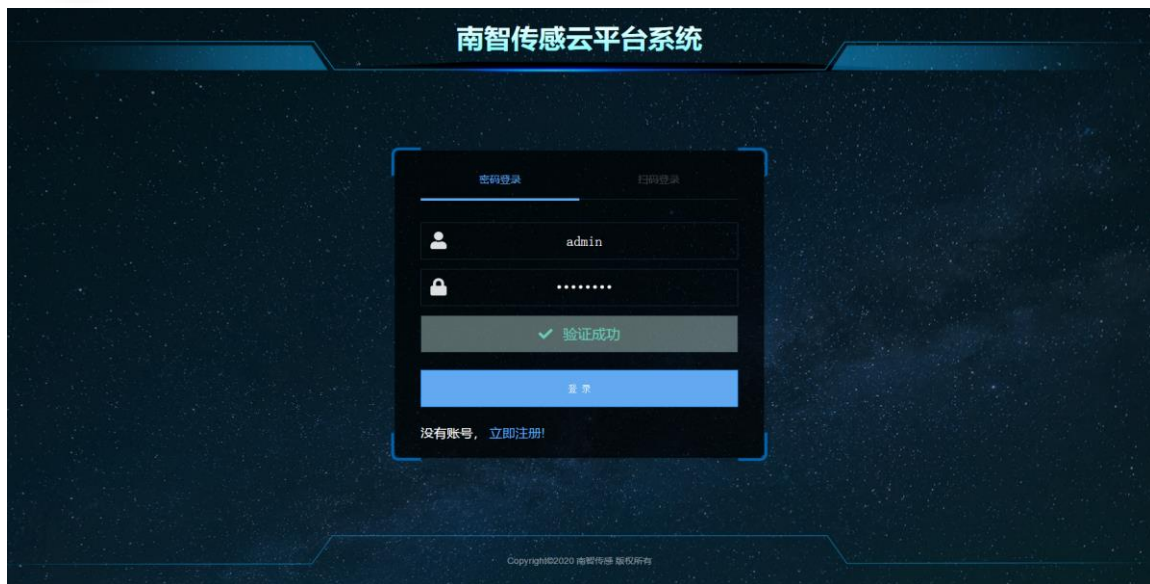 南智传感云平台系统
密码登录 扫码登录
admin
••••••••
验证成功
登 录
没有账号， 立即注册!
Copyright©2020 南智传感 版权所有